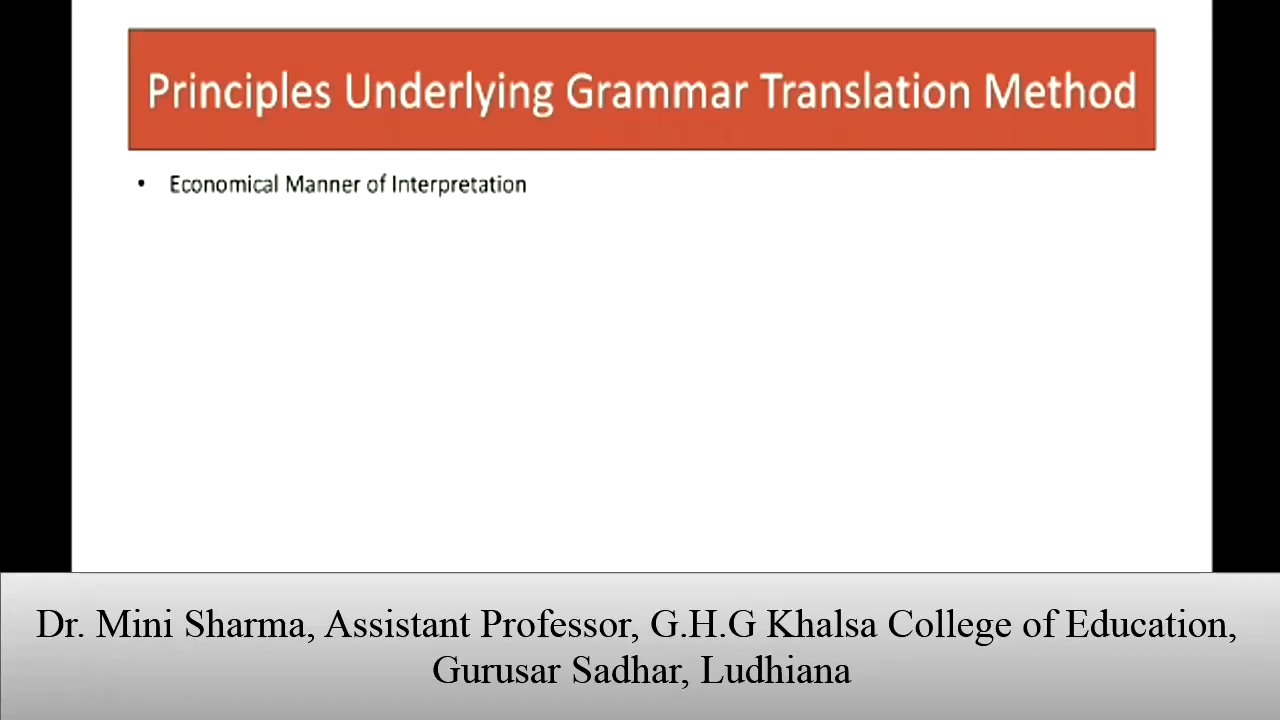 Principles Underlying Grammar Translation Method
• Economical Manner of Interpretation
Dr. Mini Sharma, Assistant Professor, G.H.G Khalsa College of Education,
Gurusar Sadhar, Ludhiana